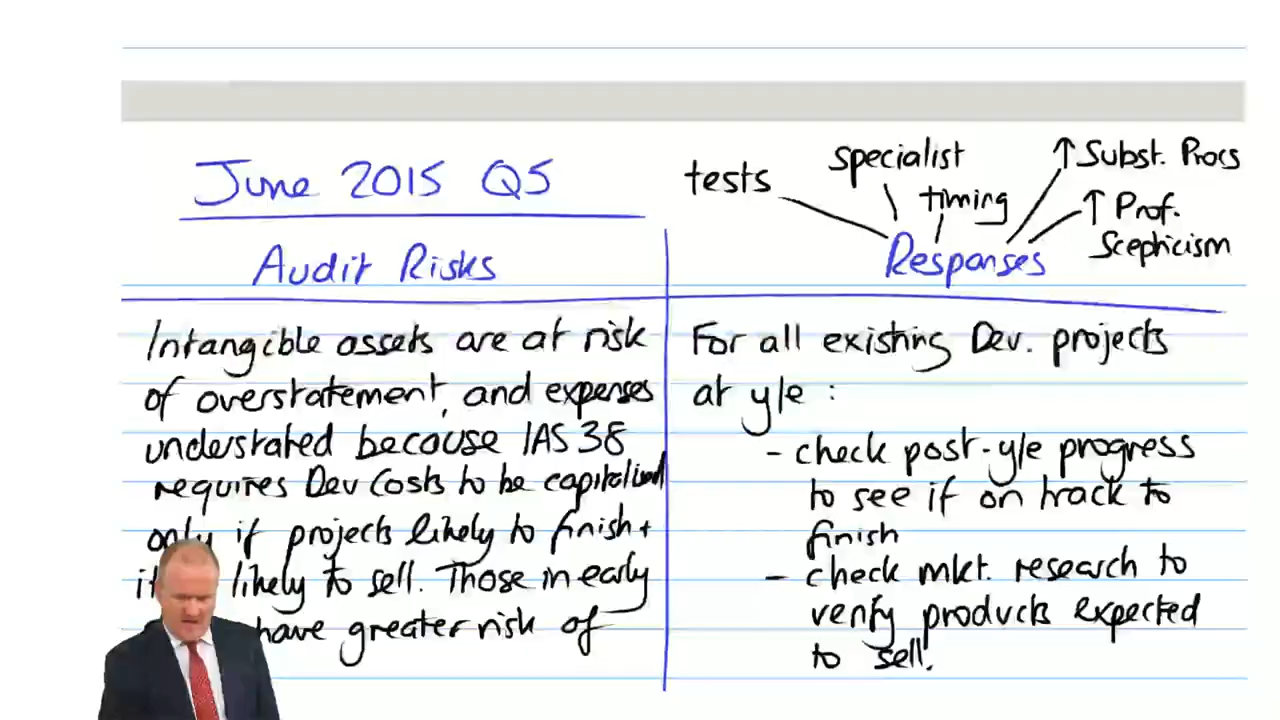 June 2015 Q5
Audit Risks
Intangible assets are at risk
of overstatement, and expenses
understated because IAS 38
requires Dev Costs to be capitalised
only if projects likely to finish +
likely to sell. Those in early
have greater risk of
tests
specialist
timing
↑ Subst. Procs
↑ Prof.
Scepticism
Responses
For all existing Dev. projects
at y/e :
- check post-y/e progress
to see if on track to
finish
- check mkt. research to
verify products expected
to sell.